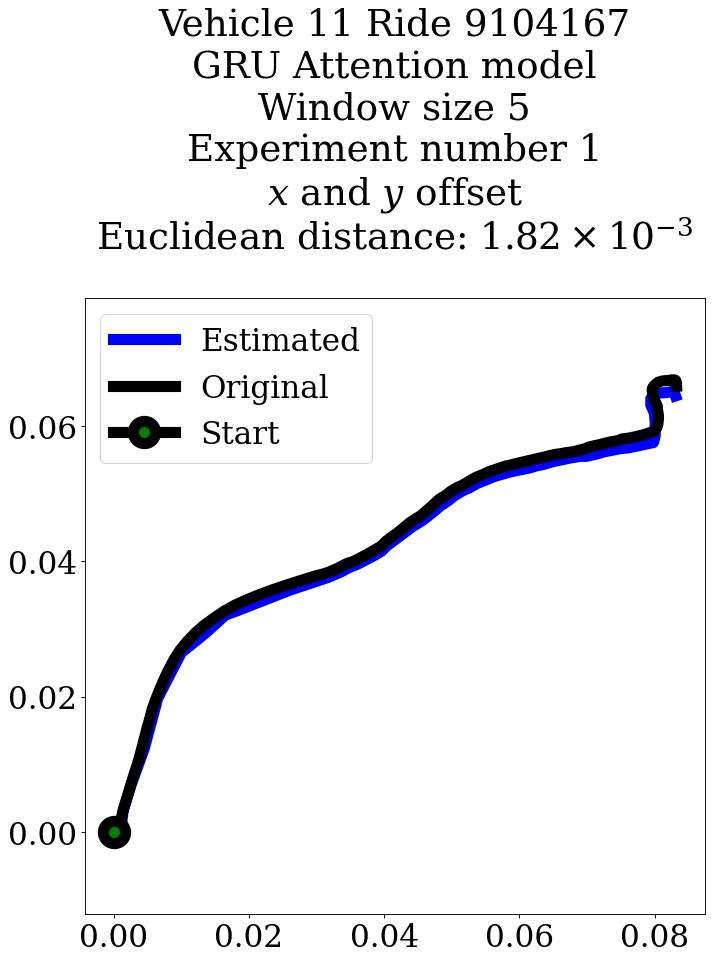 Vehicle 11 Ride 9104167
GRU Attention model
Window size 5
Experiment number 1
x and y offset
Euclidean distance: 1.82 × 10⁻³
Estimated
Original
Start
0.06
0.04
0.02
0.00
0.00 0.02 0.04 0.06 0.08